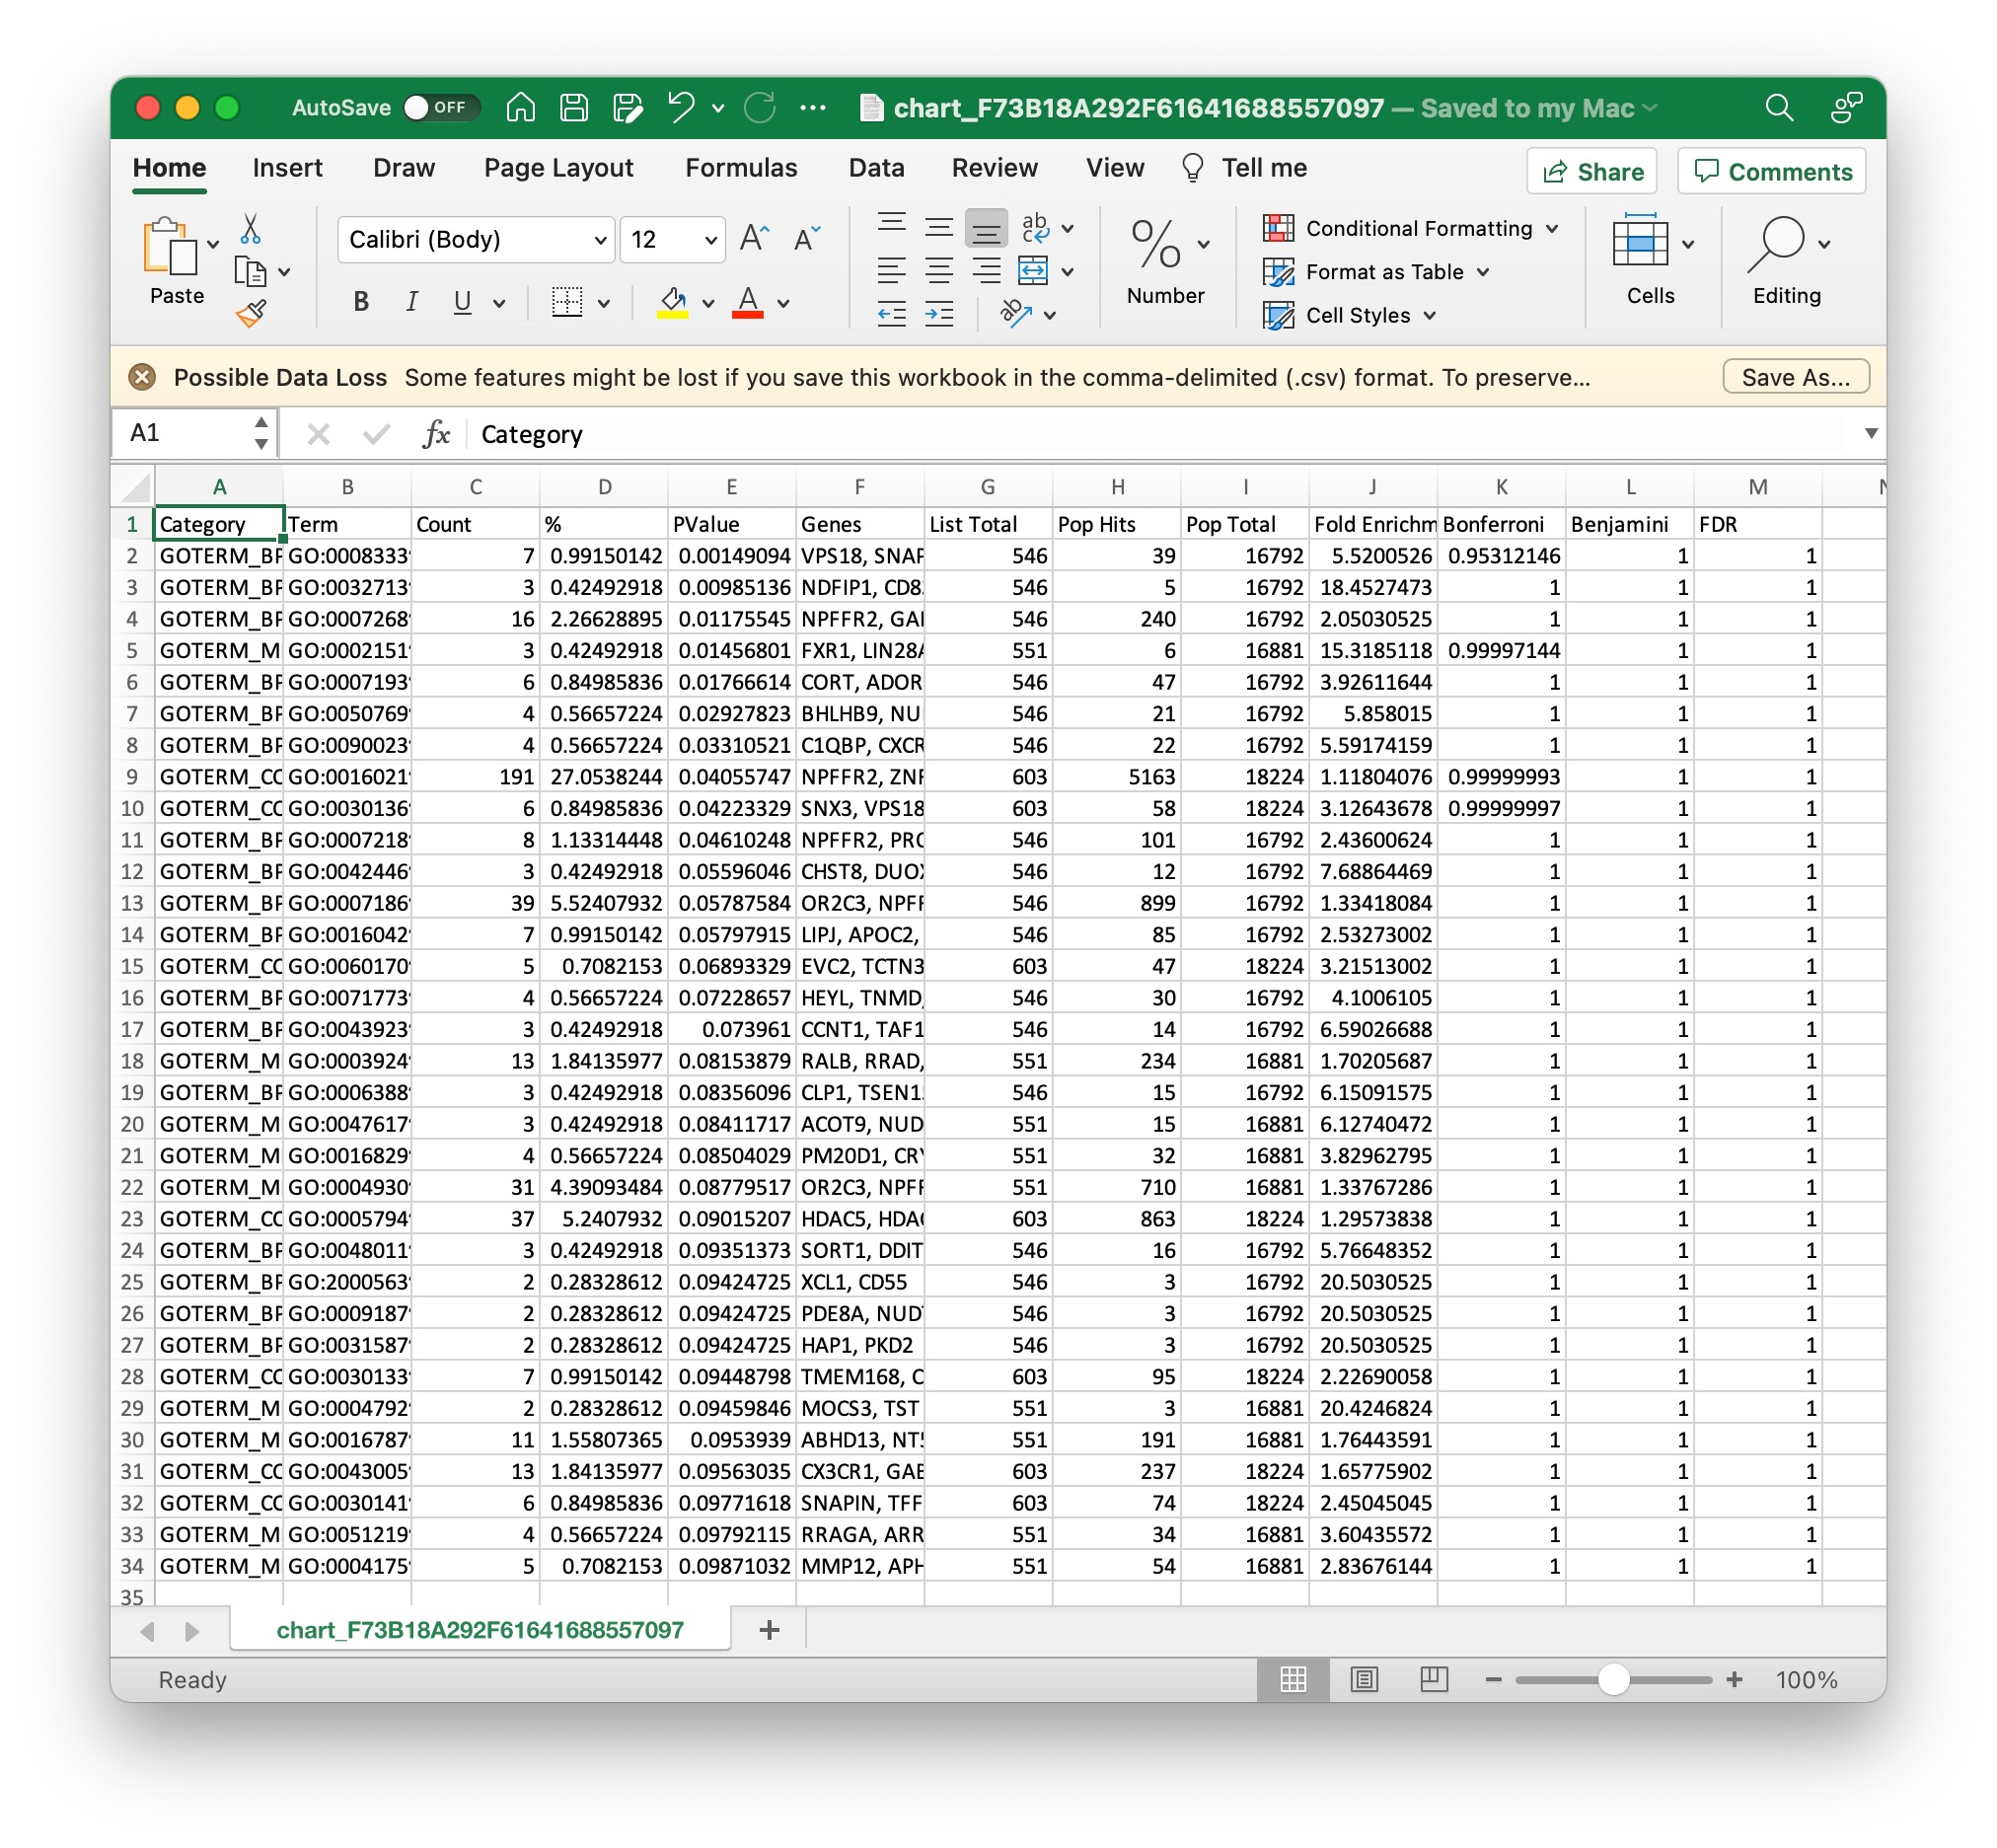 AutoSave OFF chart_F73B18A292F61641688557097 — Saved to my Mac
Home Insert Draw Page Layout Formulas Data Review View Tell me Share Comments
Paste Calibri (Body) 12 Number Conditional Formatting Format as Table Cell Styles Cells Editing
Possible Data Loss Some features might be lost if you save this workbook in the comma-delimited (.csv) format. To preserve... Save As...
A1 fx Category
A B C D E F G H I J K L M
1 Category Term Count % PValue Genes List Total Pop Hits Pop Total Fold Enrichm Bonferroni Benjamini FDR
2 GOTERM_BP GO:0008333 7 0.99150142 0.00149094 VPS18, SNAP 546 39 16792 5.5200526 0.95312146 1 1
3 GOTERM_BP GO:0032713 3 0.42492918 0.00985136 NDFIP1, CD83 546 5 16792 18.4527473 1 1 1
4 GOTERM_BP GO:0007268 16 2.26628895 0.01175545 NPFFR2, GAI 546 240 16792 2.05030525 1 1 1
5 GOTERM_M GO:0002151 3 0.42492918 0.01456801 FXR1, LIN28A 551 6 16881 15.3185118 0.99997144 1 1
6 GOTERM_BP GO:0007193 6 0.84985836 0.01766614 CORT, ADOR 546 47 16792 3.92611644 1 1 1
7 GOTERM_BP GO:0050769 4 0.56657224 0.02927823 BHLHB9, NU 546 21 16792 5.858015 1 1 1
8 GOTERM_BP GO:0090023 4 0.56657224 0.03310521 C1QBP, CXCR 546 22 16792 5.59174159 1 1 1
9 GOTERM_CC GO:0016021 191 27.0538244 0.04055747 NPFFR2, ZNF 603 5163 18224 1.11804076 0.99999993 1 1
10 GOTERM_CC GO:0030136 6 0.84985836 0.04223329 SNX3, VPS18 603 58 18224 3.12643678 0.99999997 1 1
11 GOTERM_BP GO:0007218 8 1.13314448 0.04610248 NPFFR2, PRO 546 101 16792 2.43600624 1 1 1
12 GOTERM_BP GO:0042446 3 0.42492918 0.05596046 CHST8, DUOX 546 12 16792 7.68864469 1 1 1
13 GOTERM_BP GO:0007186 39 5.52407932 0.05787584 OR2C3, NPFF 546 899 16792 1.33418084 1 1 1
14 GOTERM_BP GO:0016042 7 0.99150142 0.05797915 LIPJ, APOC2, 546 85 16792 2.53273002 1 1 1
15 GOTERM_CC GO:0060170 5 0.7082153 0.06893329 EVC2, TCTN3 603 47 18224 3.21513002 1 1 1
16 GOTERM_BP GO:0071773 4 0.56657224 0.07228657 HEYL, TNMD, 546 30 16792 4.1006105 1 1 1
17 GOTERM_BP GO:0043923 3 0.42492918 0.073961 CCNT1, TAF1 546 14 16792 6.59026688 1 1 1
18 GOTERM_M GO:0003924 13 1.84135977 0.08153879 RALB, RRAD, 551 234 16881 1.70205687 1 1 1
19 GOTERM_BP GO:0006388 3 0.42492918 0.08356096 CLP1, TSEN1 546 15 16792 6.15091575 1 1 1
20 GOTERM_M GO:0047617 3 0.42492918 0.08411717 ACOT9, NUD 551 15 16881 6.12740472 1 1 1
21 GOTERM_M GO:0016829 4 0.56657224 0.08504029 PM20D1, CRY 551 32 16881 3.82962795 1 1 1
22 GOTERM_M GO:0004930 31 4.39093484 0.08779517 OR2C3, NPFF 551 710 16881 1.33767286 1 1 1
23 GOTERM_CC GO:0005794 37 5.2407932 0.09015207 HDAC5, HDAC 603 863 18224 1.29573838 1 1 1
24 GOTERM_BP GO:0048011 3 0.42492918 0.09351373 SORT1, DDIT 546 16 16792 5.76648352 1 1 1
25 GOTERM_BP GO:2000563 2 0.28328612 0.09424725 XCL1, CD55 546 3 16792 20.5030525 1 1 1
26 GOTERM_BP GO:0009187 2 0.28328612 0.09424725 PDE8A, NUDT 546 3 16792 20.5030525 1 1 1
27 GOTERM_BP GO:0031587 2 0.28328612 0.09424725 HAP1, PKD2 546 3 16792 20.5030525 1 1 1
28 GOTERM_CC GO:0030133 7 0.99150142 0.09448798 TMEM168, C 603 95 18224 2.22690058 1 1 1
29 GOTERM_M GO:0004792 2 0.28328612 0.09459846 MOCS3, TST 551 3 16881 20.4246824 1 1 1
30 GOTERM_M GO:0016787 11 1.55807365 0.0953939 ABHD13, NT5 551 191 16881 1.76443591 1 1 1
31 GOTERM_CC GO:0043005 13 1.84135977 0.09563035 CX3CR1, GAB 603 237 18224 1.65775902 1 1 1
32 GOTERM_CC GO:0030141 6 0.84985836 0.09771618 SNAPIN, TFF 603 74 18224 2.45045045 1 1 1
33 GOTERM_M GO:0051219 4 0.56657224 0.09792115 RRAGA, ARR 551 34 16881 3.60435572 1 1 1
34 GOTERM_M GO:0004175 5 0.7082153 0.09871032 MMP12, APH 551 54 16881 2.83676144 1 1 1
35
chart_F73B18A292F61641688557097
Ready 100%